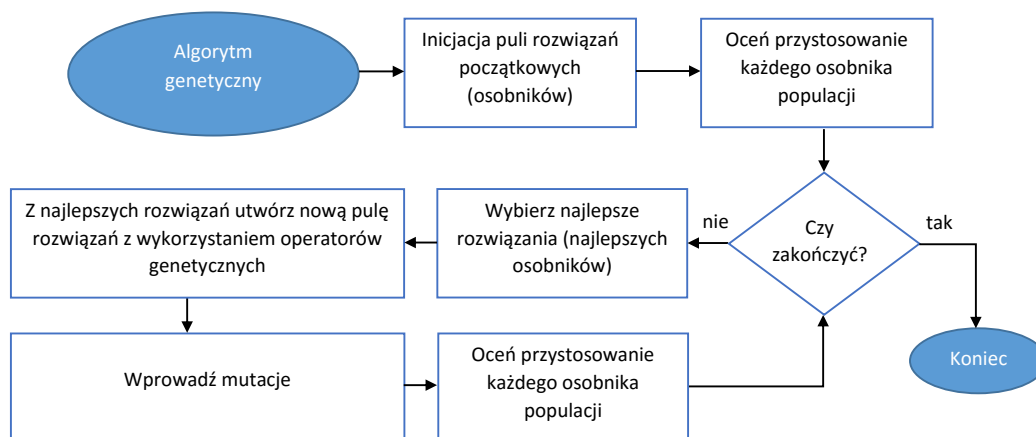 Algorytm
genetyczny
Inicjacja puli rozwiązań
początkowych
(osobników)
Oceń przystosowanie
każdego osobnika
populacji
Z najlepszych rozwiązań utwórz nową pulę
rozwiązań z wykorzystaniem operatorów
genetycznych
Wybierz najlepsze
rozwiązania (najlepszych
osobników)
nie
Czy
zakończyć?
tak
Wprowadź mutacje
Oceń przystosowanie
każdego osobnika
populacji
Koniec